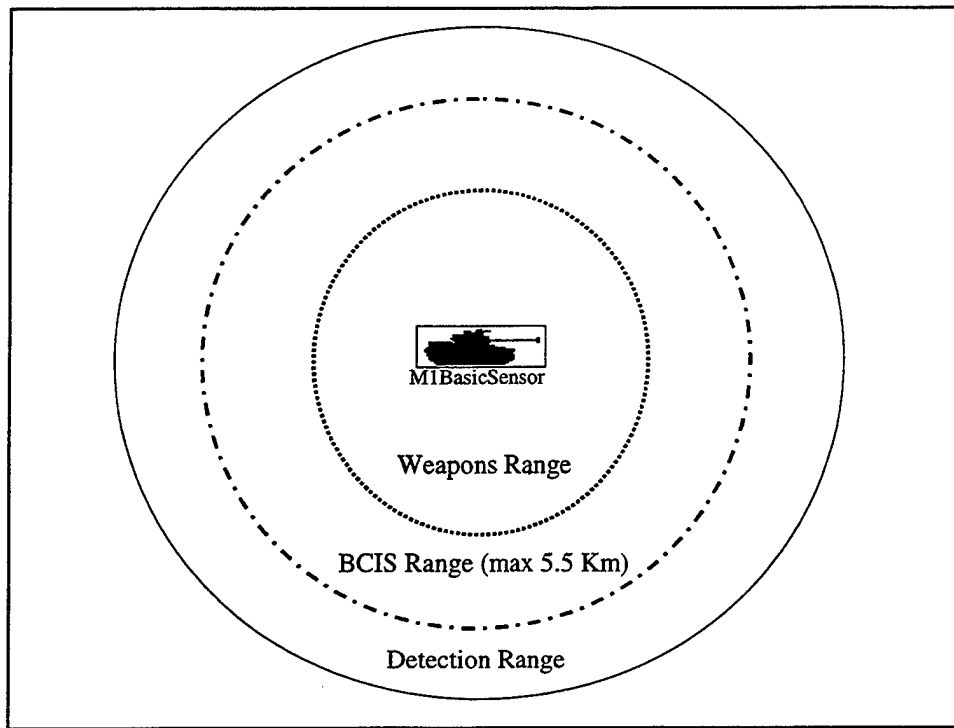 M1BasicSensor
Weapons Range
BCIS Range (max 5.5 Km)
Detection Range